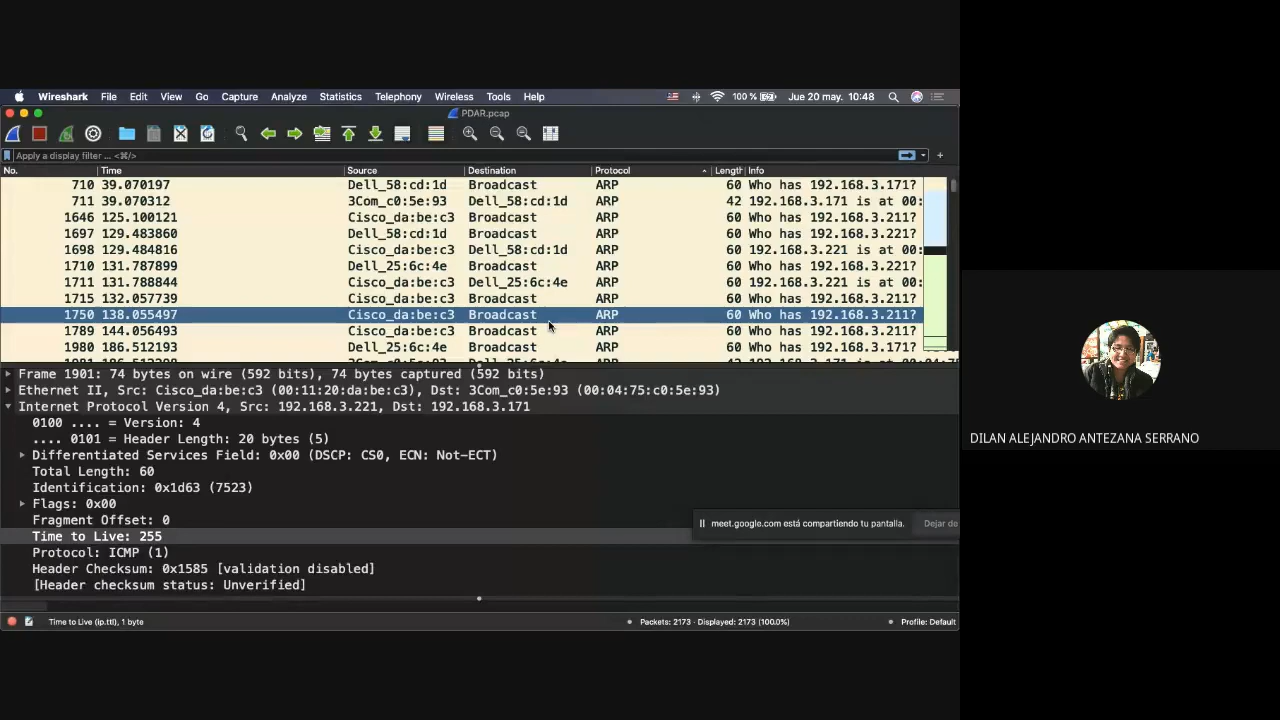 Wireshark File Edit View Go Capture Analyze Statistics Telephony Wireless Tools Help 100 % Jue 20 may. 10:48
PDAR.pcap
Apply a display filter ... <⌘/>
No. Time Source Destination Protocol Length Info
710 39.070197 Dell_58:cd:1d Broadcast ARP 60 Who has 192.168.3.171?
711 39.070312 3Com_c0:5e:93 Dell_58:cd:1d ARP 42 192.168.3.171 is at 00:
1646 125.100121 Cisco_da:be:c3 Broadcast ARP 60 Who has 192.168.3.211?
1697 129.483860 Dell_58:cd:1d Broadcast ARP 60 Who has 192.168.3.221?
1698 129.484816 Cisco_da:be:c3 Dell_58:cd:1d ARP 60 192.168.3.221 is at 00:
1710 131.787899 Dell_25:6c:4e Broadcast ARP 60 Who has 192.168.3.221?
1711 131.788844 Cisco_da:be:c3 Dell_25:6c:4e ARP 60 192.168.3.221 is at 00:
1715 132.057739 Cisco_da:be:c3 Broadcast ARP 60 Who has 192.168.3.211?
1750 138.055497 Cisco_da:be:c3 Broadcast ARP 60 Who has 192.168.3.211?
1789 144.056493 Cisco_da:be:c3 Broadcast ARP 60 Who has 192.168.3.211?
1980 186.512193 Dell_25:6c:4e Broadcast ARP 60 Who has 192.168.3.171?
Frame 1901: 74 bytes on wire (592 bits), 74 bytes captured (592 bits)
Ethernet II, Src: Cisco_da:be:c3 (00:11:20:da:be:c3), Dst: 3Com_c0:5e:93 (00:04:75:c0:5e:93)
Internet Protocol Version 4, Src: 192.168.3.221, Dst: 192.168.3.171
0100 .... = Version: 4
.... 0101 = Header Length: 20 bytes (5)
Differentiated Services Field: 0x00 (DSCP: CS0, ECN: Not-ECT)
Total Length: 60
Identification: 0x1d63 (7523)
Flags: 0x00
Fragment Offset: 0
Time to Live: 255
Protocol: ICMP (1)
Header Checksum: 0x1585 [validation disabled]
[Header checksum status: Unverified]
meet.google.com está compartiendo tu pantalla. Dejar do
Time to Live (ip.ttl), 1 byte
Packets: 2173 · Displayed: 2173 (100.0%)
Profile: Default
DILAN ALEJANDRO ANTEZANA SERRANO